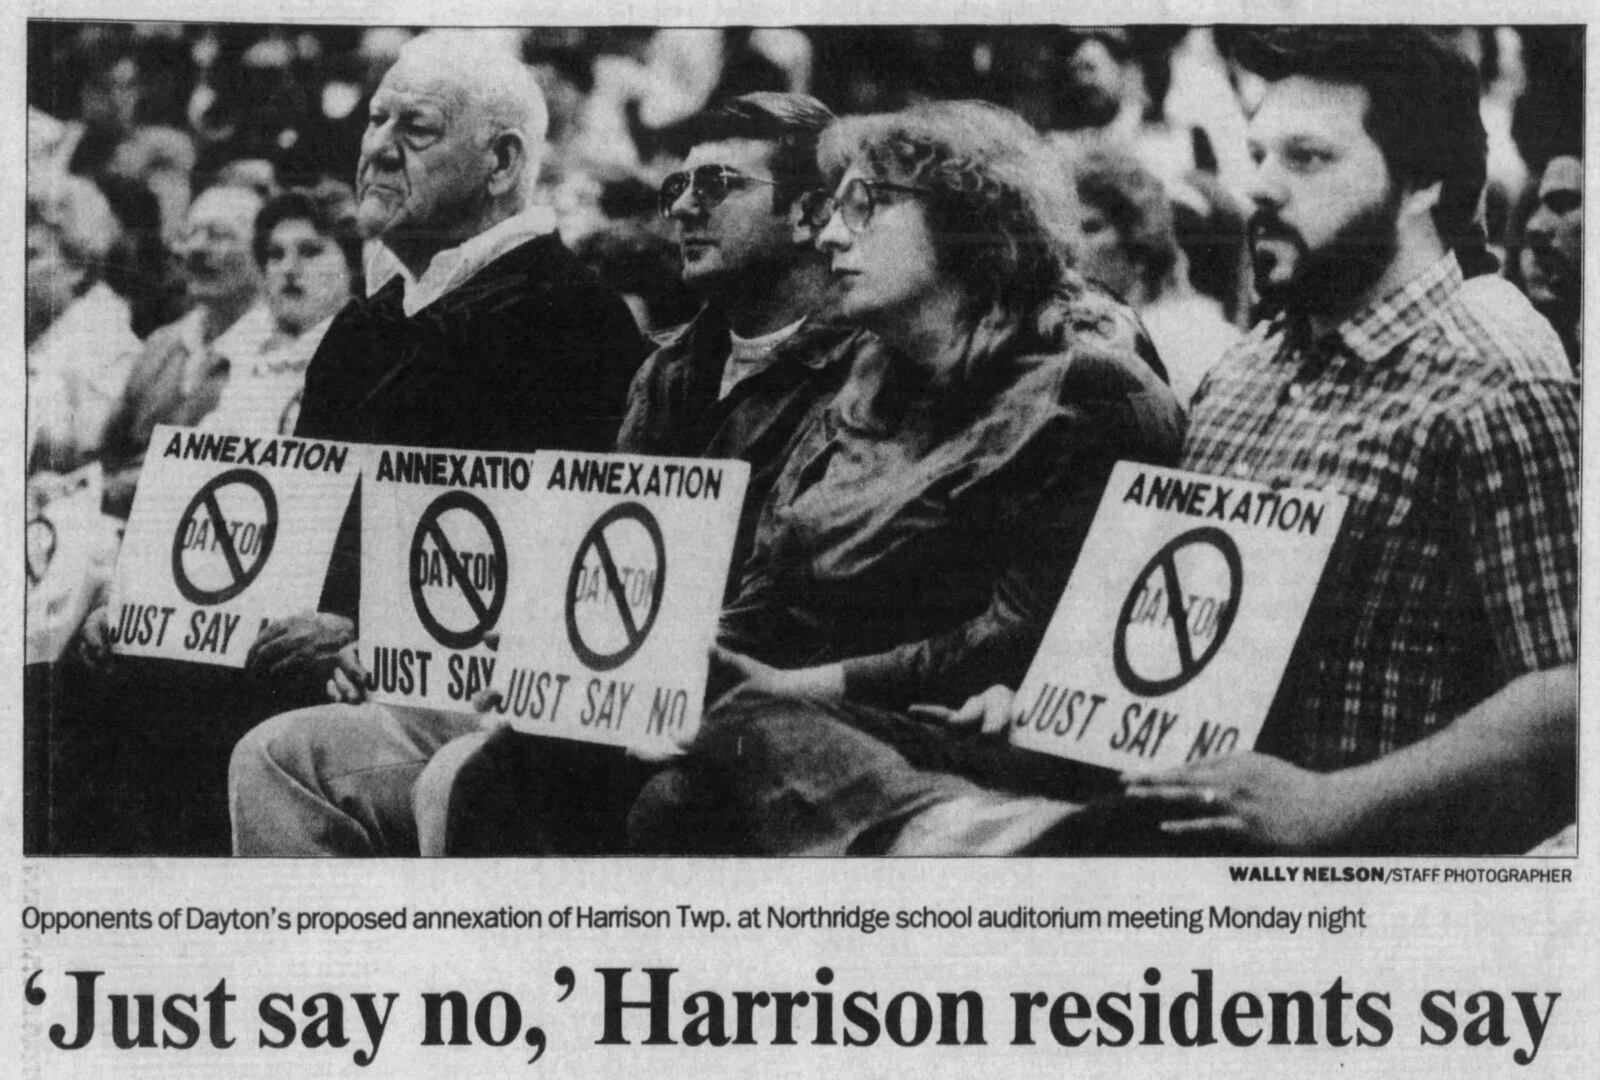 ANNEXATION
DAYTON
JUST SAY
ANNEXATIO
DAYTON
JUST SAY
ANNEXATION
DAYTON
JUST SAY NO
ANNEXATION
DAYTON
JUST SAY NO
WALLY NELSON/STAFF PHOTOGRAPHER
Opponents of Dayton's proposed annexation of Harrison Twp. at Northridge school auditorium meeting Monday night
‘Just say no,’ Harrison residents say